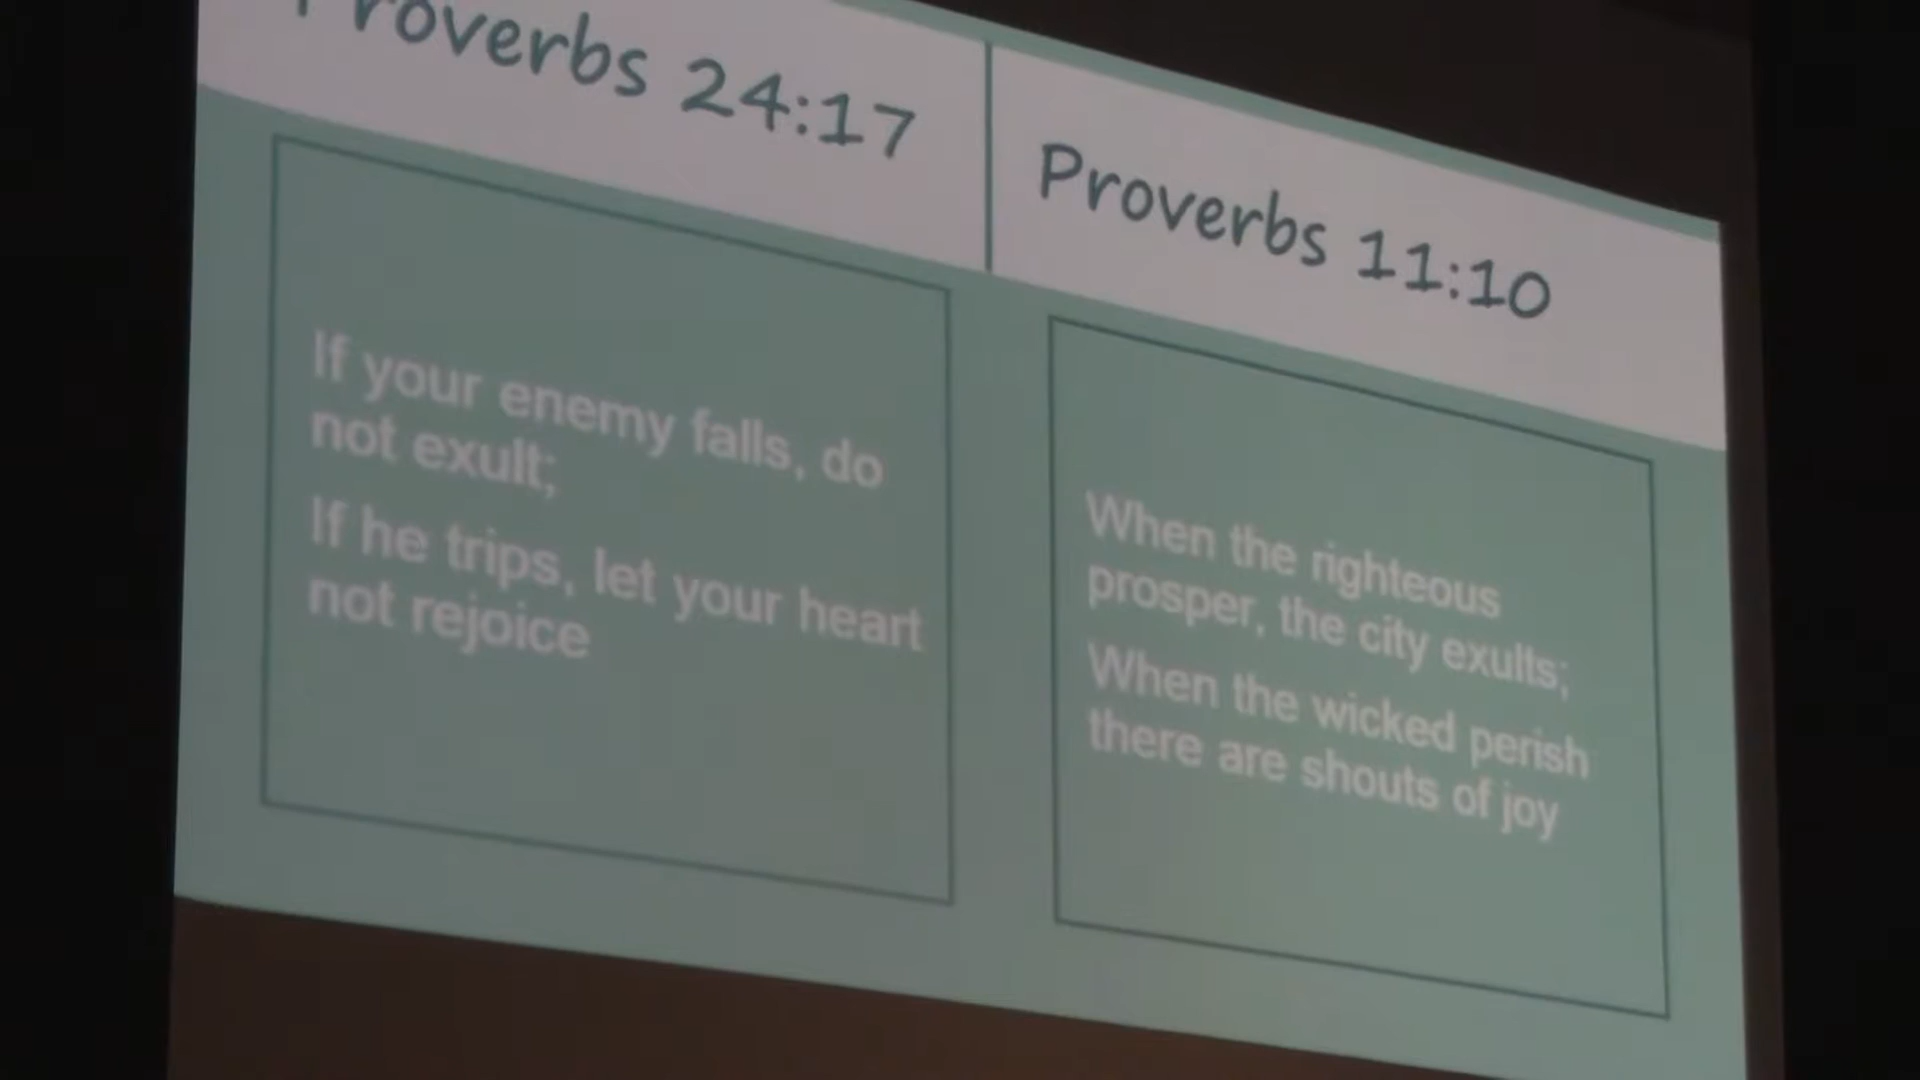 Proverbs 24:17
If your enemy falls, do
not exult;
If he trips, let your heart
not rejoice
Proverbs 11:10
When the righteous
prosper, the city exults;
When the wicked perish
there are shouts of joy